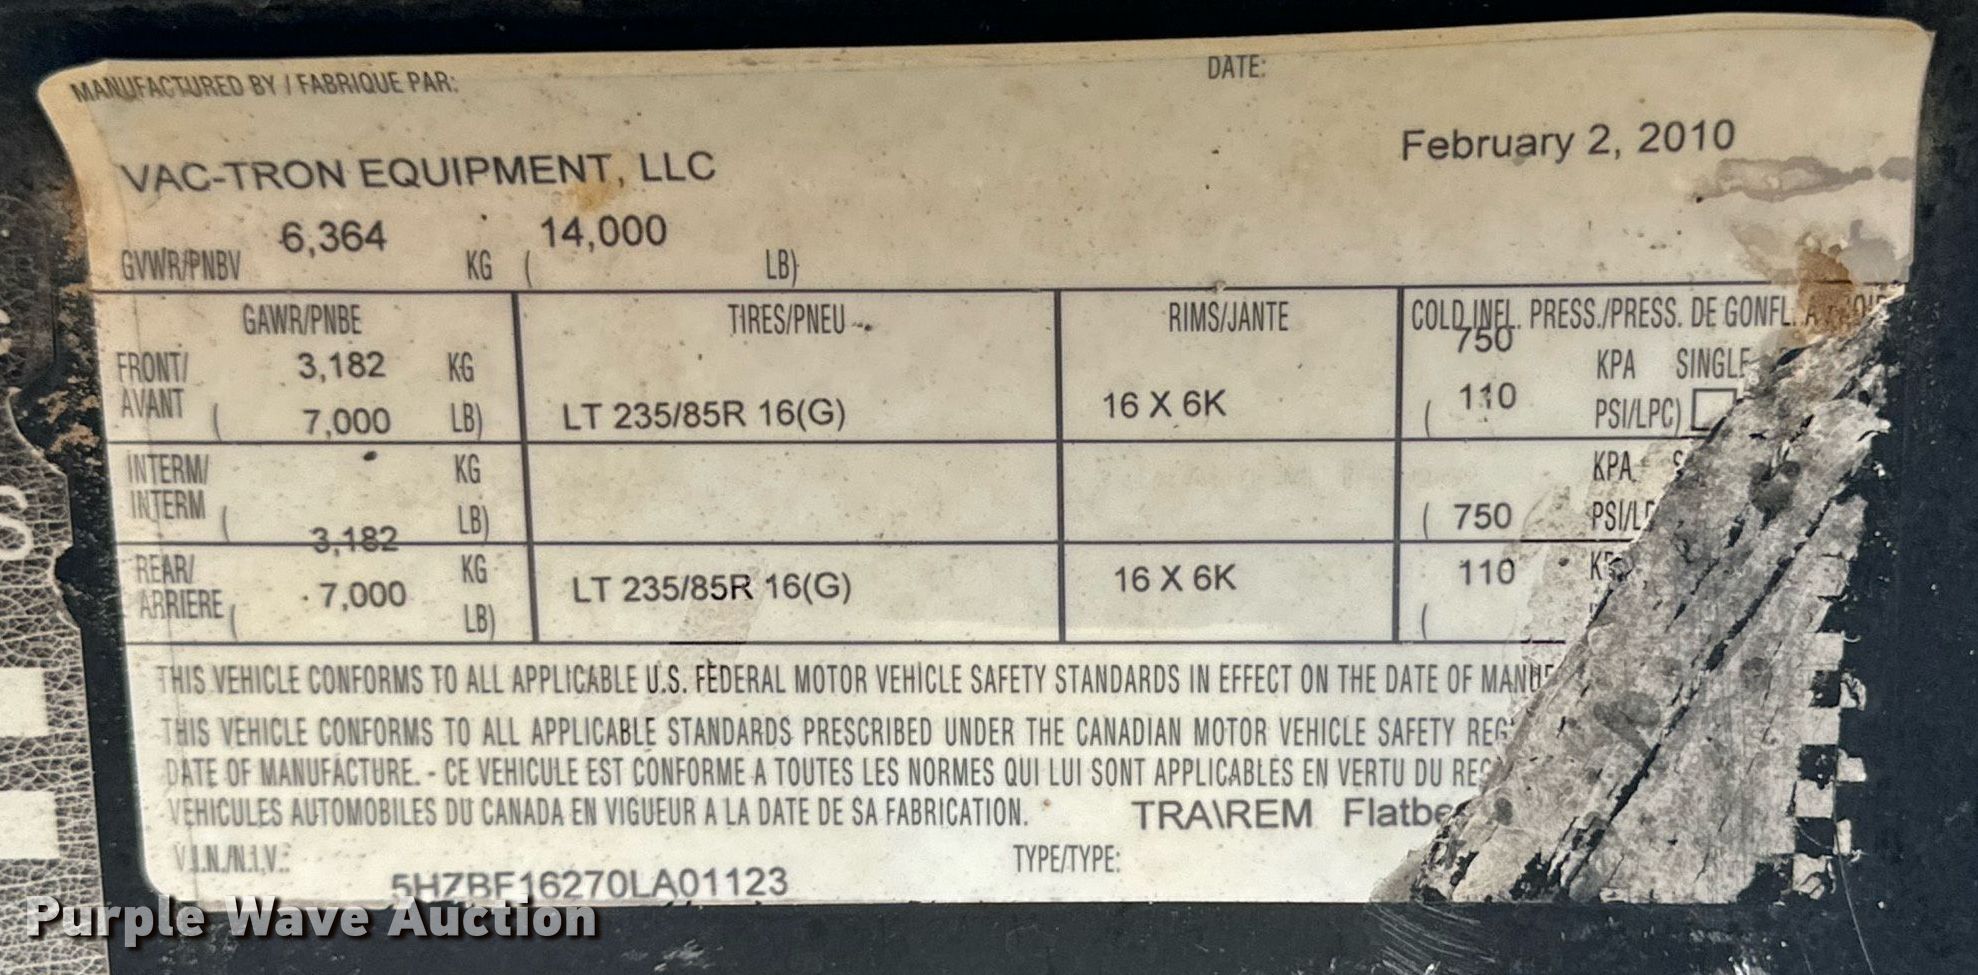 MANUFACTURED BY / FABRIQUE PAR: DATE:
VAC-TRON EQUIPMENT, LLC February 2, 2010
6,364 14,000
GVWR/PNBV KG ( LB)
GAWR/PNBE TIRES/PNEU RIMS/JANTE COLD INFL. PRESS./PRESS. DE GONFL. A
750
FRONT/ 3,182 KG KPA SINGLE
AVANT ( 7,000 LB) LT 235/85R 16(G) 16 X 6K ( 110 PSI/LPC)
INTERM/ KG KPA
INTERM ( LB) ( 750
3,182
REAR/ KG 110
ARRIERE ( 7,000 LB) LT 235/85R 16(G) 16 X 6K (
THIS VEHICLE CONFORMS TO ALL APPLICABLE U.S. FEDERAL MOTOR VEHICLE SAFETY STANDARDS IN EFFECT ON THE DATE OF MANUF
THIS VEHICLE CONFORMS TO ALL APPLICABLE STANDARDS PRESCRIBED UNDER THE CANADIAN MOTOR VEHICLE SAFETY REG
DATE OF MANUFACTURE. - CE VEHICULE EST CONFORME A TOUTES LES NORMES QUI LUI SONT APPLICABLES EN VERTU DU REG
VEHICULES AUTOMOBILES DU CANADA EN VIGUEUR A LA DATE DE SA FABRICATION. TRA\REM Flatbe
V.I.N./N.I.V.: TYPE/TYPE:
5HZBF16270LA01123
Purple Wave Auction